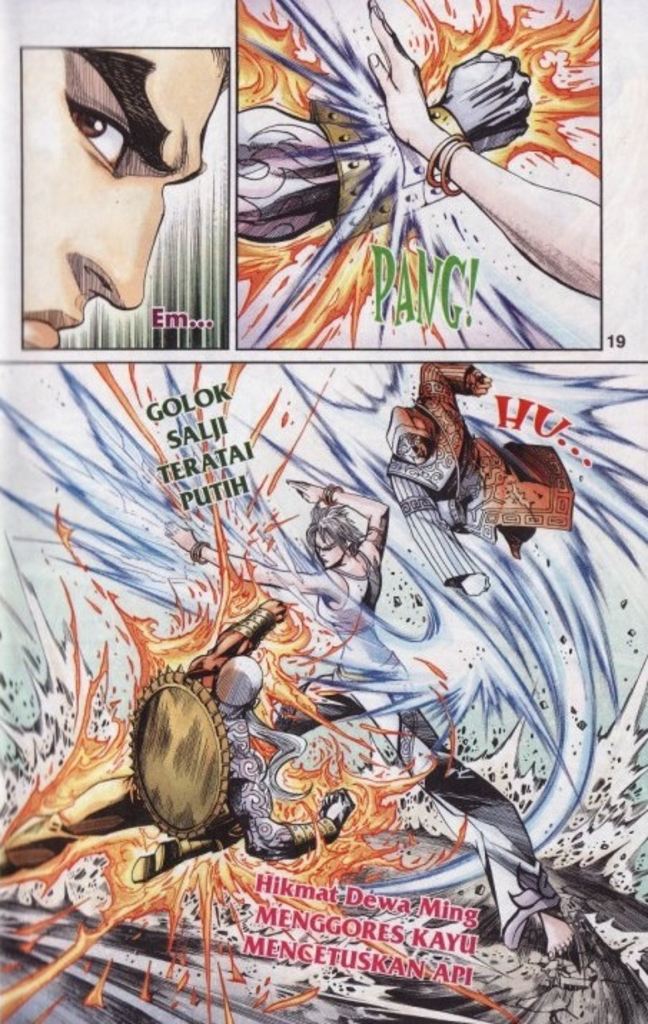 Em...
PANG!
19
GOLOK
SALJI
TERATAI
PUTIH
HU...
Hikmat Dewa Ming
MENGGORES KAYU
MENCETUSKAN API